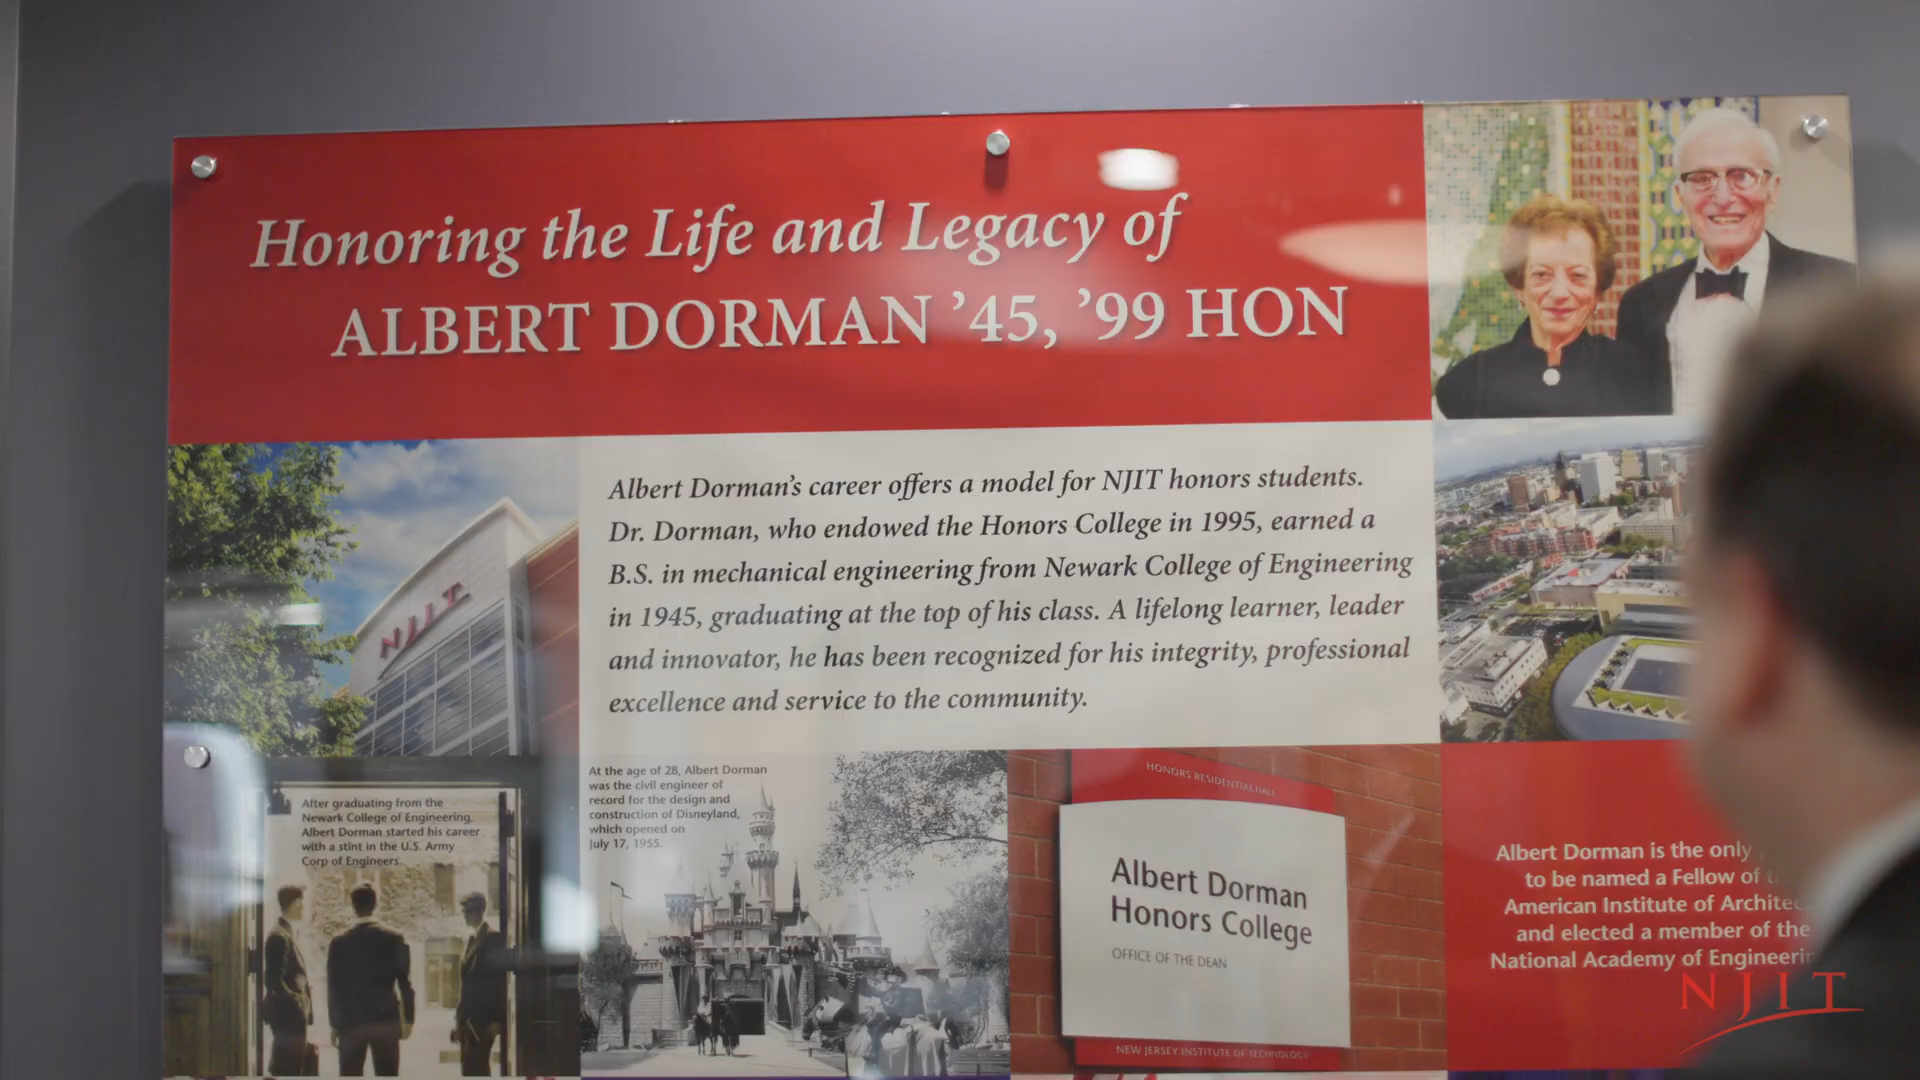 Honoring the Life and Legacy of
ALBERT DORMAN ’45, ’99 HON
NJIT
Albert Dorman’s career offers a model for NJIT honors students.
Dr. Dorman, who endowed the Honors College in 1995, earned a
B.S. in mechanical engineering from Newark College of Engineering
in 1945, graduating at the top of his class. A lifelong learner, leader
and innovator, he has been recognized for his integrity, professional
excellence and service to the community.
After graduating from the
Newark College of Engineering,
Albert Dorman started his career
with a stint in the U.S. Army
Corp of Engineers.
At the age of 28, Albert Dorman
was the civil engineer of
record for the design and
construction of Disneyland,
which opened on
July 17, 1955.
HONORS RESIDENTIAL HALL
Albert Dorman
Honors College
OFFICE OF THE DEAN
NEW JERSEY INSTITUTE OF TECHNOLOGY
Albert Dorman is the only
to be named a Fellow of
American Institute of
and elected a member of the
National Academy of
NJIT